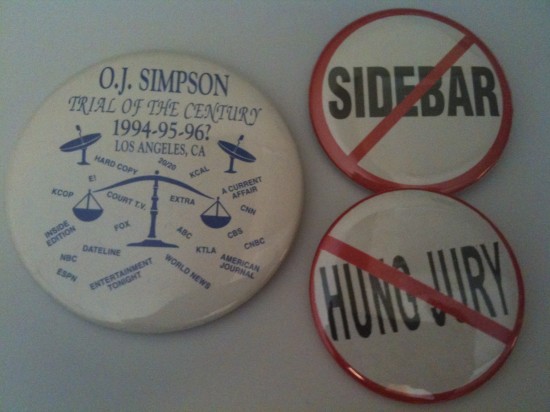 O.J. SIMPSON
TRIAL OF THE CENTURY
1994-95-96?
LOS ANGELES, CA
HARD COPY
20/20
KCAL
E!
A CURRENT
AFFAIR
KCOP
COURT T.V.
EXTRA
CNN
INSIDE
EDITION
FOX
ABC
CBS
NBC
DATELINE
KTLA
CNBC
ESPN
ENTERTAINMENT
TONIGHT
WORLD NEWS
AMERICAN
JOURNAL
SIDEBAR
HUNG JURY